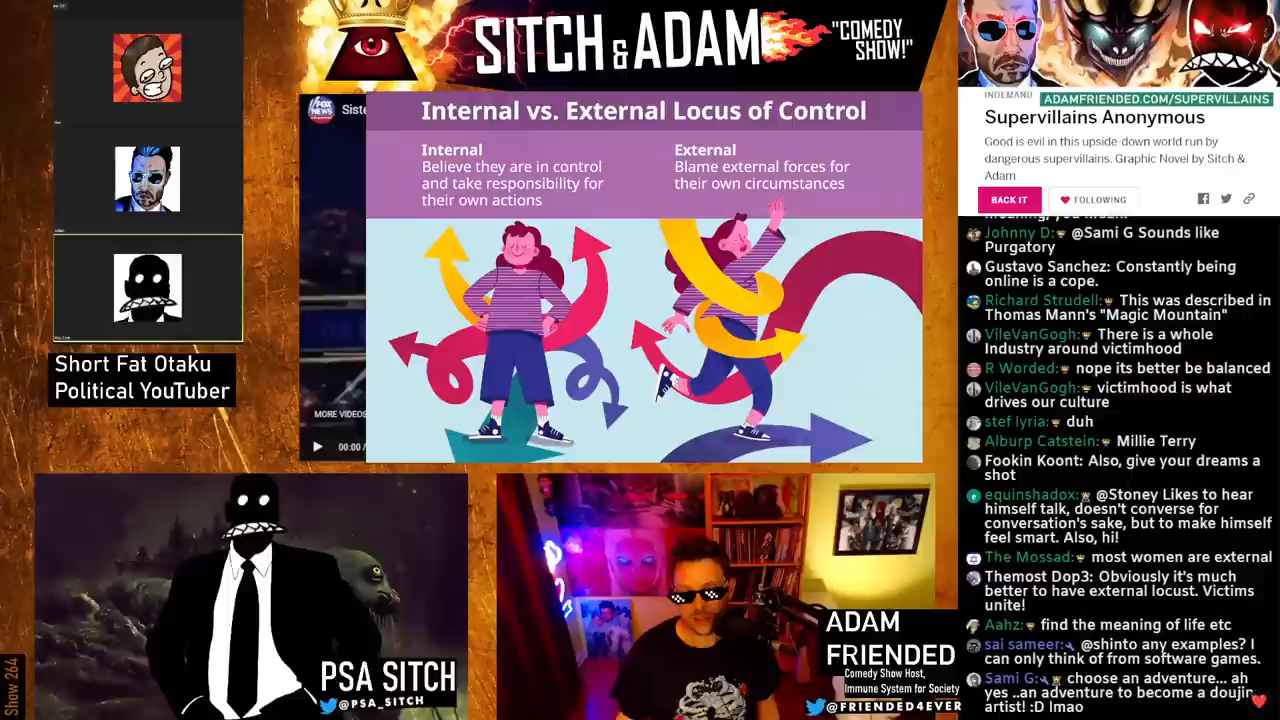 SITCH & ADAM
"COMEDY
SHOW!"
FOX
NEWS
channel
Siste
Internal vs. External Locus of Control
Internal
Believe they are in control
and take responsibility for
their own actions
External
Blame external forces for
their own circumstances
MORE VIDEOS
00:00 /
Short Fat Otaku
Political YouTuber
PSA SITCH
@PSA_SITCH
ADAM
FRIENDED
Comedy Show Host,
Immune System for Society
@FRIENDED4EVER
Show 264
INDEMAND
ADAMFRIENDED.COM/SUPERVILLAINS
Supervillains Anonymous
Good is evil in this upside-down world run by
dangerous supervillains. Graphic Novel by Sitch &
Adam
BACK IT
FOLLOWING
meaning, you mean.
Johnny D: @Sami G Sounds like
Purgatory
Gustavo Sanchez: Constantly being
online is a cope.
Richard Strudell: This was described in
Thomas Mann's "Magic Mountain"
VileVanGogh: There is a whole
Industry around victimhood
R Worded: nope its better be balanced
VileVanGogh: victimhood is what
drives our culture
stef lyria: duh
Alburp Catstein: Millie Terry
Fookin Koont: Also, give your dreams a
shot
equinshadox: @Stoney Likes to hear
himself talk, doesn't converse for
conversation's sake, but to make himself
feel smart. Also, hi!
The Mossad: most women are external
Themost Dop3: Obviously it's much
better to have external locust. Victims
unite!
Aahz: find the meaning of life etc
sai sameer: @shinto any examples? I
can only think of from software games.
Sami G: choose an adventure... ah
yes ..an adventure to become a doujin
artist! :D lmao